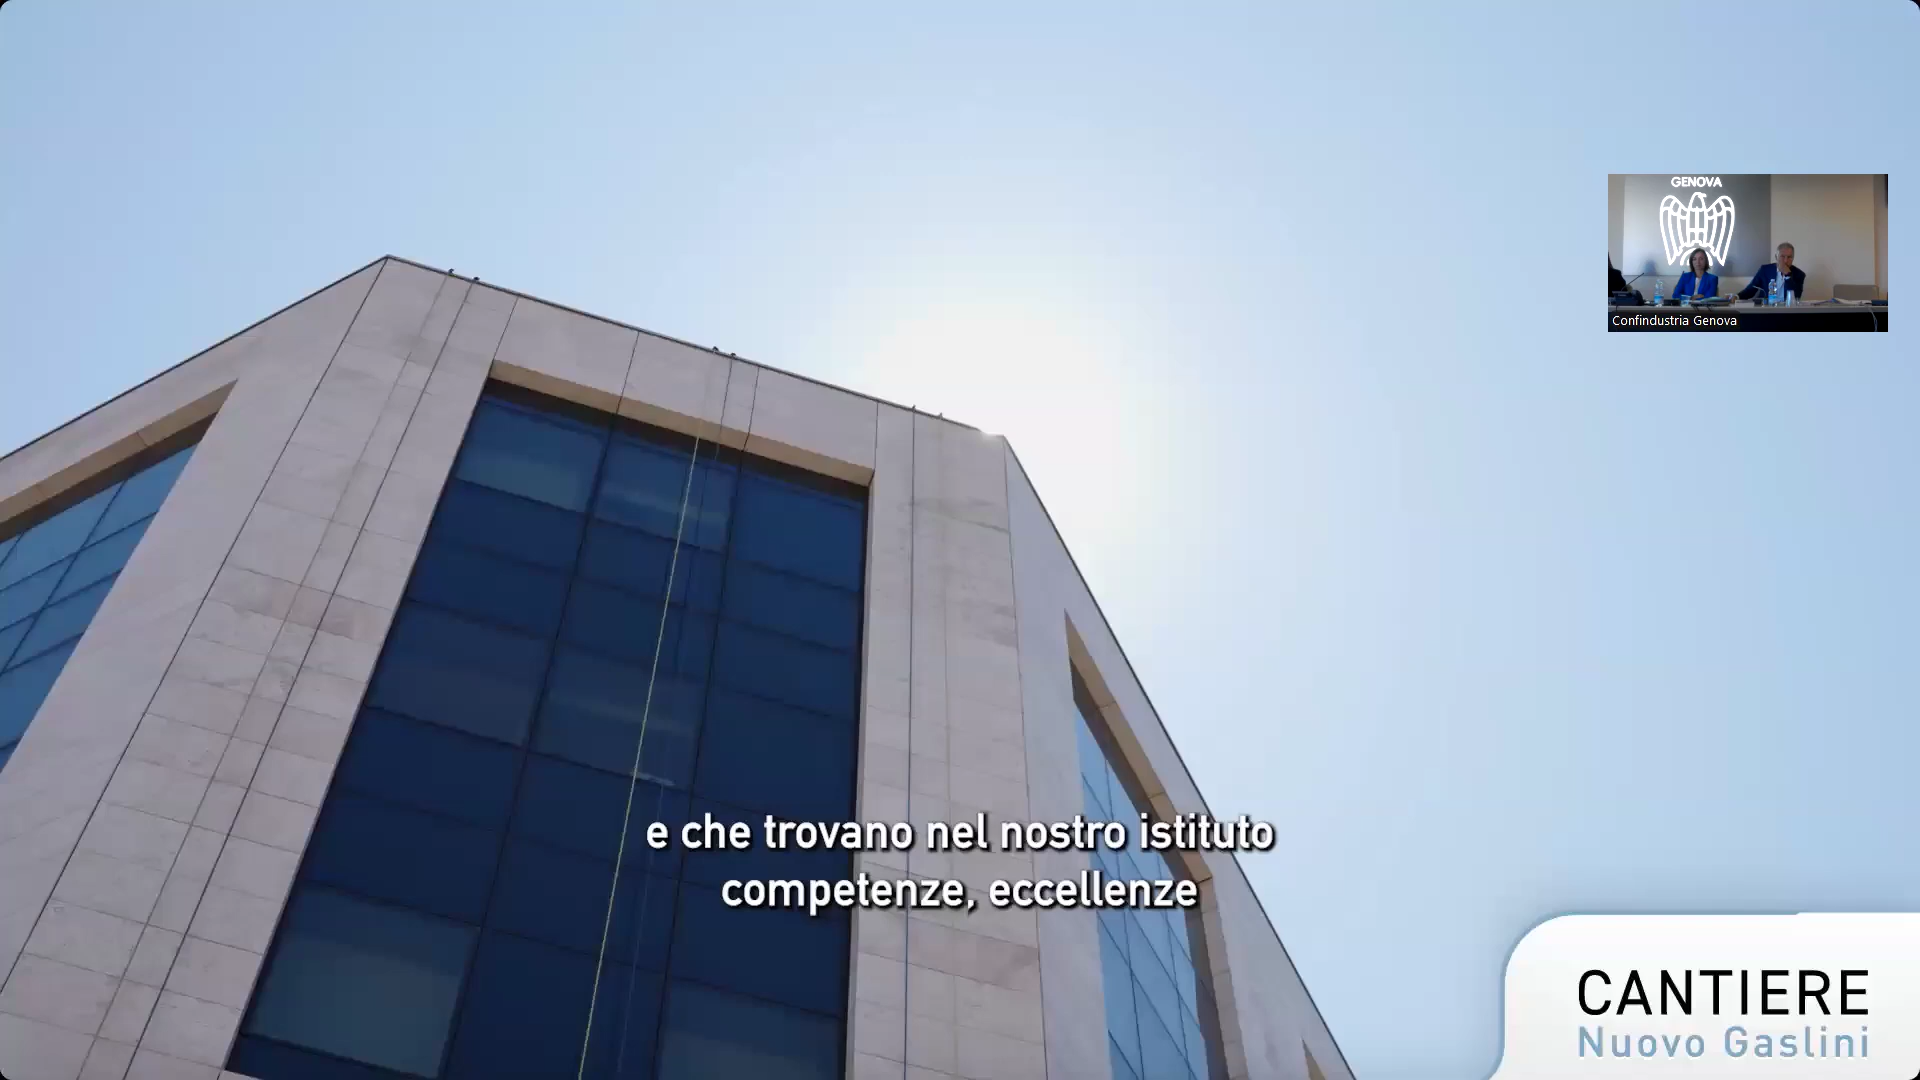 GENOVA
Confindustria Genova
e che trovano nel nostro istituto
competenze, eccellenze
CANTIERE
Nuovo Gaslini